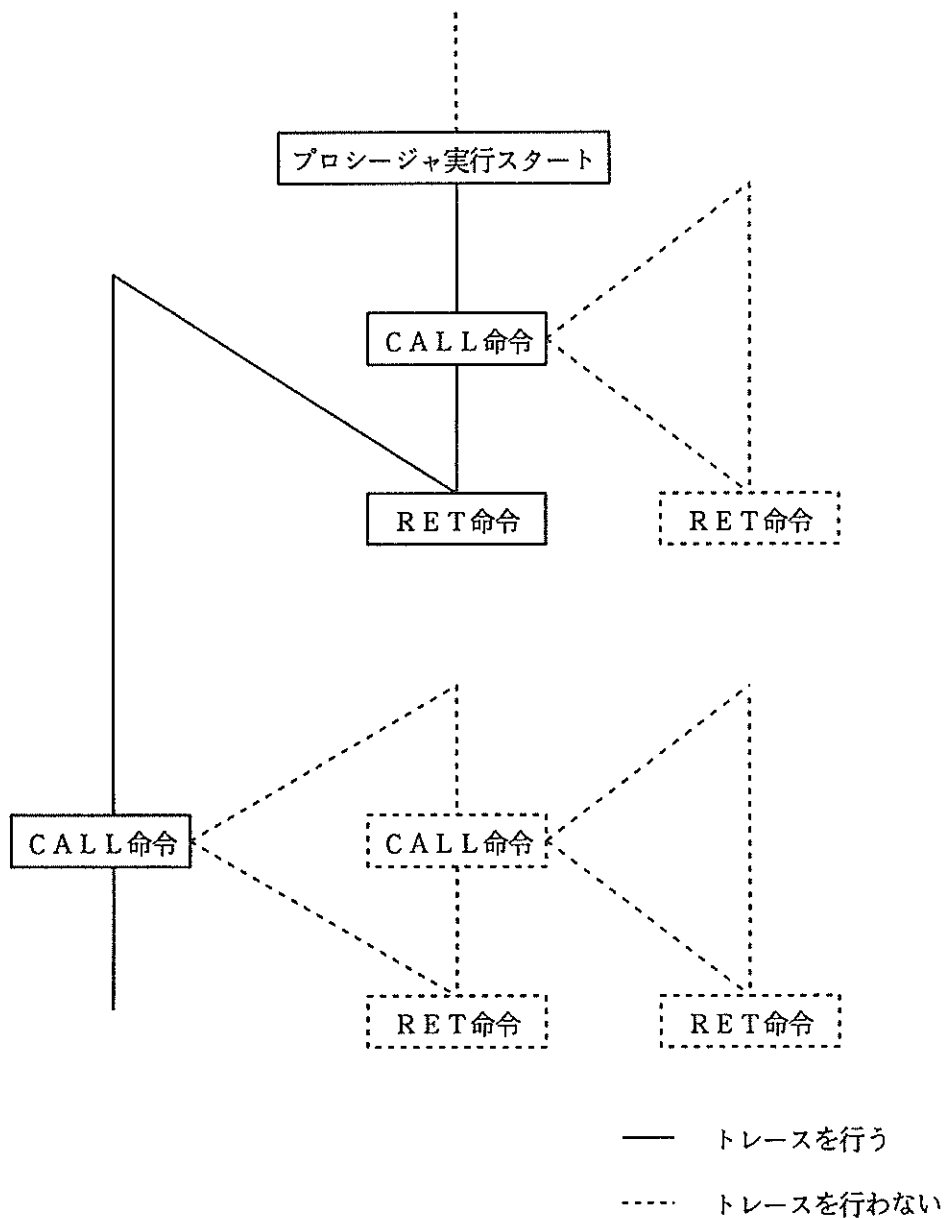 プロシージャ実行スタート
ＣＡＬＬ命令
ＲＥＴ命令
ＲＥＴ命令
ＣＡＬＬ命令
ＣＡＬＬ命令
ＲＥＴ命令
ＲＥＴ命令
トレースを行う
トレースを行わない